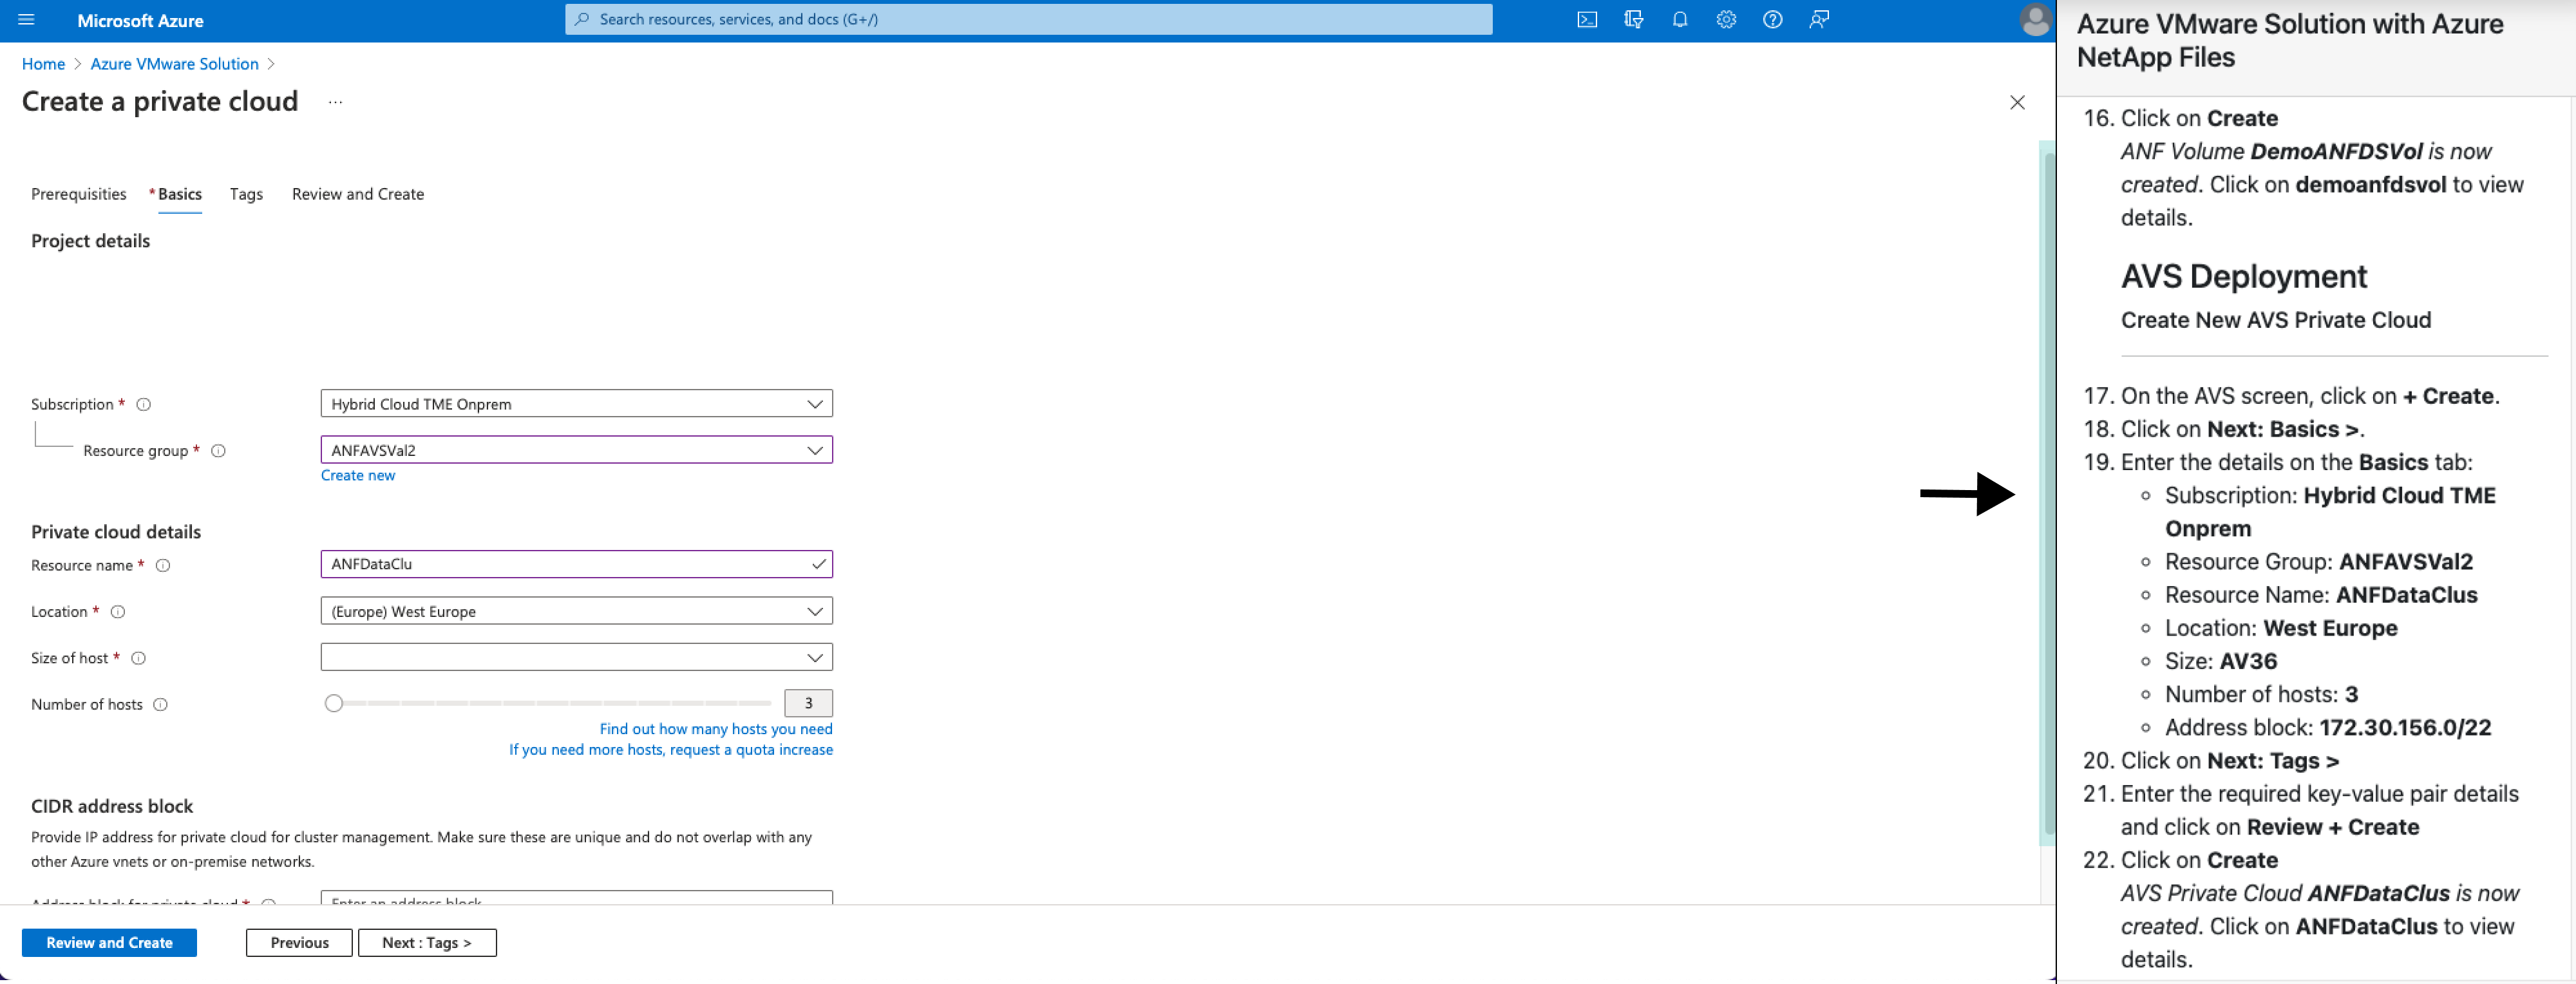 Microsoft Azure
Search resources, services, and docs (G+/)
Home > Azure VMware Solution >
Create a private cloud ...
Prerequisities * Basics Tags Review and Create
Project details
Subscription * Hybrid Cloud TME Onprem
Resource group * ANFAVSVal2
Create new
Private cloud details
Resource name * ANFDataClu
Location * (Europe) West Europe
Size of host *
Number of hosts 3
Find out how many hosts you need
If you need more hosts, request a quota increase
CIDR address block
Provide IP address for private cloud for cluster management. Make sure these are unique and do not overlap with any
other Azure vnets or on-premise networks.
Address block for private cloud * Enter an address block
Review and Create Previous Next : Tags >
Azure VMware Solution with Azure
NetApp Files
16. Click on Create
ANF Volume DemoANFDSVol is now
created. Click on demoanfdsvol to view
details.
AVS Deployment
Create New AVS Private Cloud
17. On the AVS screen, click on + Create.
18. Click on Next: Basics >.
19. Enter the details on the Basics tab:
Subscription: Hybrid Cloud TME
Onprem
Resource Group: ANFAVSVal2
Resource Name: ANFDataClus
Location: West Europe
Size: AV36
Number of hosts: 3
Address block: 172.30.156.0/22
20. Click on Next: Tags >
21. Enter the required key-value pair details
and click on Review + Create
22. Click on Create
AVS Private Cloud ANFDataClus is now
created. Click on ANFDataClus to view
details.